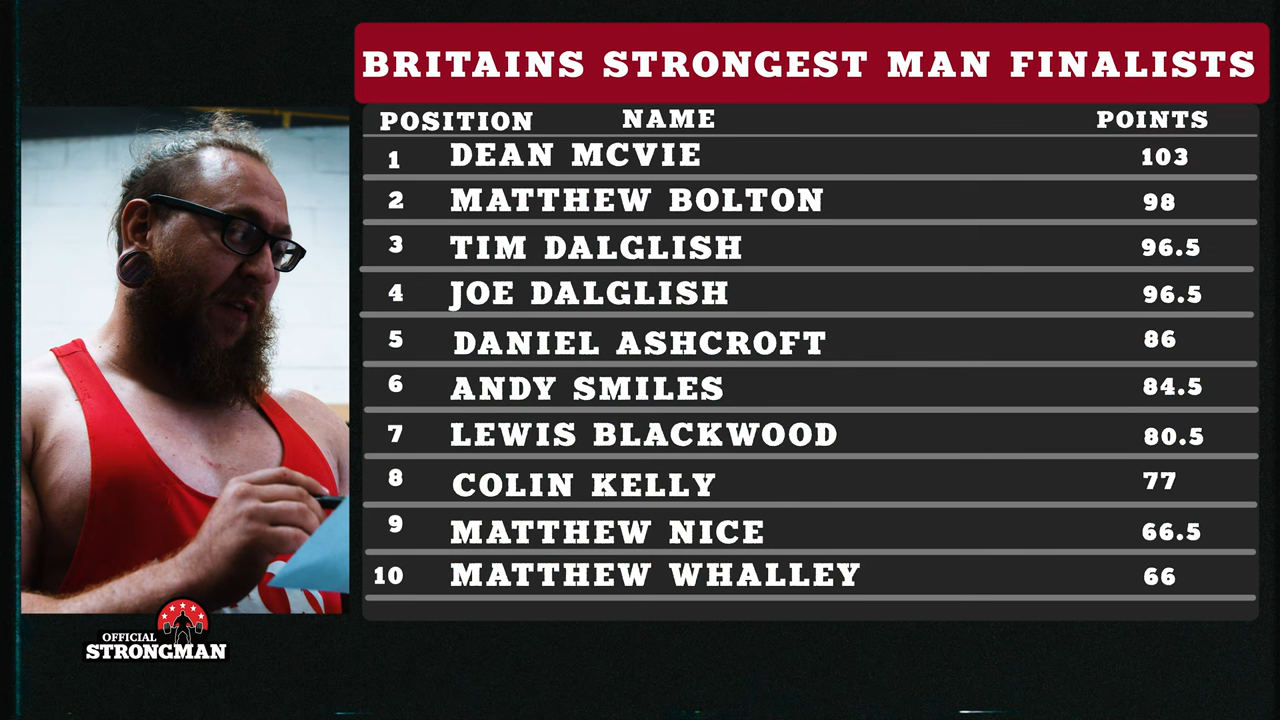 BRITAINS STRONGEST MAN FINALISTS
POSITION NAME POINTS
1 DEAN MCVIE 103
2 MATTHEW BOLTON 98
3 TIM DALGLISH 96.5
4 JOE DALGLISH 96.5
5 DANIEL ASHCROFT 86
6 ANDY SMILES 84.5
7 LEWIS BLACKWOOD 80.5
8 COLIN KELLY 77
9 MATTHEW NICE 66.5
10 MATTHEW WHALLEY 66
OFFICIAL
STRONGMAN